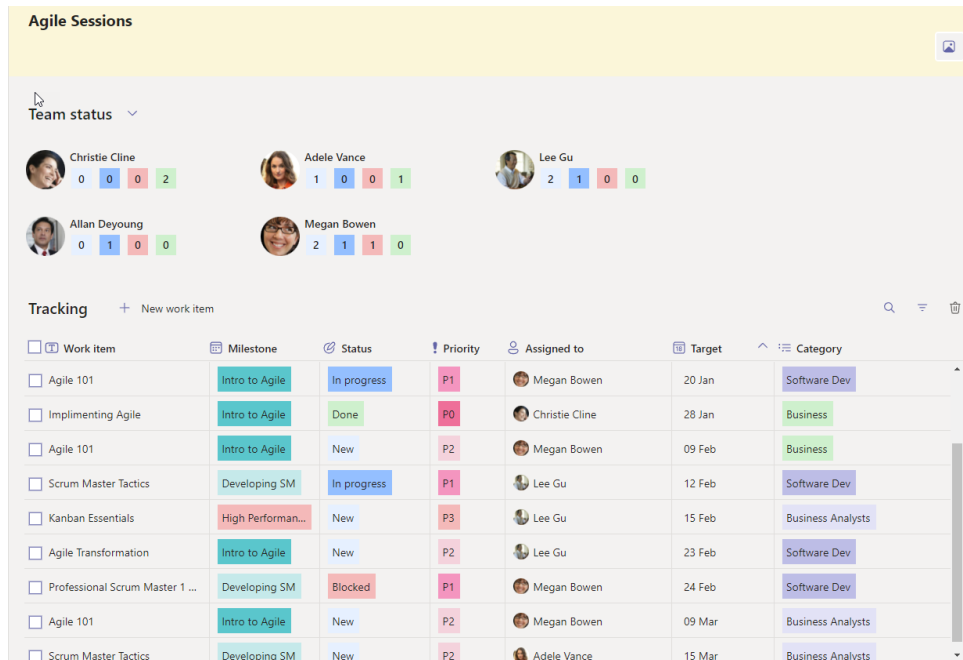 Agile Sessions
Team status
Christie Cline
0 0 0 2
Adele Vance
1 0 0 1
Lee Gu
2 1 0 0
Allan Deyoung
0 1 0 0
Megan Bowen
2 1 1 0
Tracking + New work item
Work item Milestone Status Priority Assigned to Target Category
Agile 101 Intro to Agile In progress P1 Megan Bowen 20 Jan Software Dev
Implimenting Agile Intro to Agile Done P0 Christie Cline 28 Jan Business
Agile 101 Intro to Agile New P2 Megan Bowen 09 Feb Business
Scrum Master Tactics Developing SM In progress P1 Lee Gu 12 Feb Software Dev
Kanban Essentials High Performan... New P3 Lee Gu 15 Feb Business Analysts
Agile Transformation Intro to Agile New P2 Lee Gu 23 Feb Software Dev
Professional Scrum Master 1 ... Developing SM Blocked P1 Megan Bowen 24 Feb Software Dev
Agile 101 Intro to Agile New P2 Megan Bowen 09 Mar Business Analysts
Scrum Master Tactics Developing SM New P2 Adele Vance 15 Mar Business Analysts